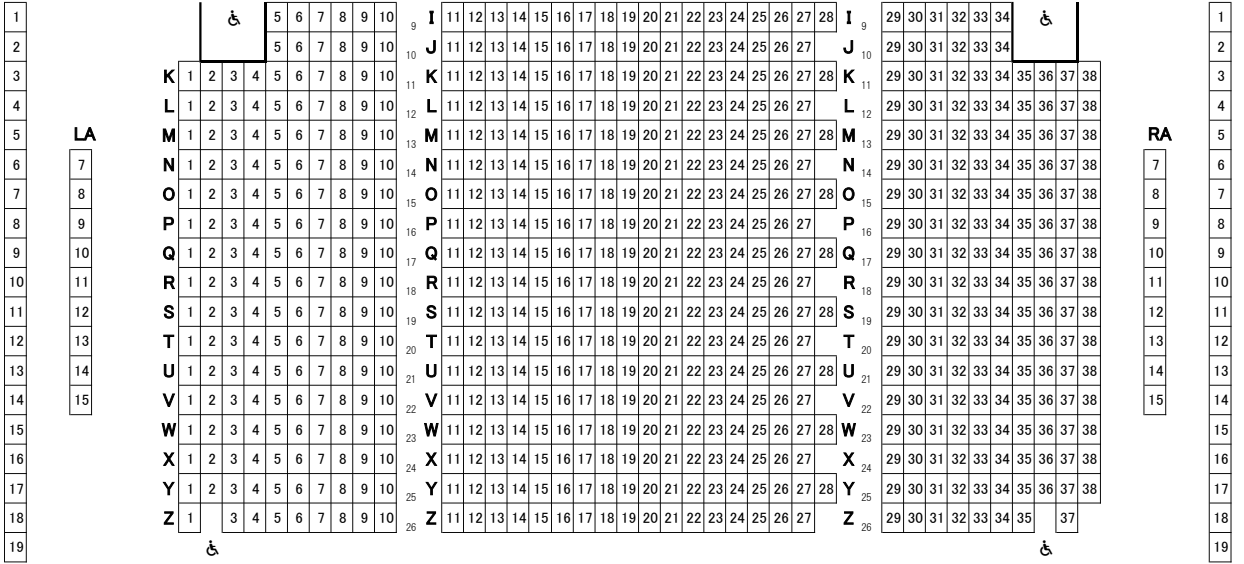 1 5 6 7 8 9 10 9 I 11 12 13 14 15 16 17 18 19 20 21 22 23 24 25 26 27 28 I 9 29 30 31 32 33 34 1
2 5 6 7 8 9 10 10 J 11 12 13 14 15 16 17 18 19 20 21 22 23 24 25 26 27 J 10 29 30 31 32 33 34 2
3 K 1 2 3 4 5 6 7 8 9 10 11 K 11 12 13 14 15 16 17 18 19 20 21 22 23 24 25 26 27 28 K 11 29 30 31 32 33 34 35 36 37 38 3
4 L 1 2 3 4 5 6 7 8 9 10 12 L 11 12 13 14 15 16 17 18 19 20 21 22 23 24 25 26 27 L 12 29 30 31 32 33 34 35 36 37 38 4
5 LA M 1 2 3 4 5 6 7 8 9 10 13 M 11 12 13 14 15 16 17 18 19 20 21 22 23 24 25 26 27 28 M 13 29 30 31 32 33 34 35 36 37 38 RA 5
6 7 N 1 2 3 4 5 6 7 8 9 10 14 N 11 12 13 14 15 16 17 18 19 20 21 22 23 24 25 26 27 N 14 29 30 31 32 33 34 35 36 37 38 7 6
7 8 O 1 2 3 4 5 6 7 8 9 10 15 O 11 12 13 14 15 16 17 18 19 20 21 22 23 24 25 26 27 28 O 15 29 30 31 32 33 34 35 36 37 38 8 7
8 9 P 1 2 3 4 5 6 7 8 9 10 16 P 11 12 13 14 15 16 17 18 19 20 21 22 23 24 25 26 27 P 16 29 30 31 32 33 34 35 36 37 38 9 8
9 10 Q 1 2 3 4 5 6 7 8 9 10 17 Q 11 12 13 14 15 16 17 18 19 20 21 22 23 24 25 26 27 28 Q 17 29 30 31 32 33 34 35 36 37 38 10 9
10 11 R 1 2 3 4 5 6 7 8 9 10 18 R 11 12 13 14 15 16 17 18 19 20 21 22 23 24 25 26 27 R 18 29 30 31 32 33 34 35 36 37 38 11 10
11 12 S 1 2 3 4 5 6 7 8 9 10 19 S 11 12 13 14 15 16 17 18 19 20 21 22 23 24 25 26 27 28 S 19 29 30 31 32 33 34 35 36 37 38 12 11
12 13 T 1 2 3 4 5 6 7 8 9 10 20 T 11 12 13 14 15 16 17 18 19 20 21 22 23 24 25 26 27 T 20 29 30 31 32 33 34 35 36 37 38 13 12
13 14 U 1 2 3 4 5 6 7 8 9 10 21 U 11 12 13 14 15 16 17 18 19 20 21 22 23 24 25 26 27 28 U 21 29 30 31 32 33 34 35 36 37 38 14 13
14 15 V 1 2 3 4 5 6 7 8 9 10 22 V 11 12 13 14 15 16 17 18 19 20 21 22 23 24 25 26 27 V 22 29 30 31 32 33 34 35 36 37 38 15 14
15 W 1 2 3 4 5 6 7 8 9 10 23 W 11 12 13 14 15 16 17 18 19 20 21 22 23 24 25 26 27 28 W 23 29 30 31 32 33 34 35 36 37 38 15
16 X 1 2 3 4 5 6 7 8 9 10 24 X 11 12 13 14 15 16 17 18 19 20 21 22 23 24 25 26 27 X 24 29 30 31 32 33 34 35 36 37 38 16
17 Y 1 2 3 4 5 6 7 8 9 10 25 Y 11 12 13 14 15 16 17 18 19 20 21 22 23 24 25 26 27 28 Y 25 29 30 31 32 33 34 35 36 37 38 17
18 Z 1 3 4 5 6 7 8 9 10 26 Z 11 12 13 14 15 16 17 18 19 20 21 22 23 24 25 26 27 Z 26 29 30 31 32 33 34 35 37 18
19 19